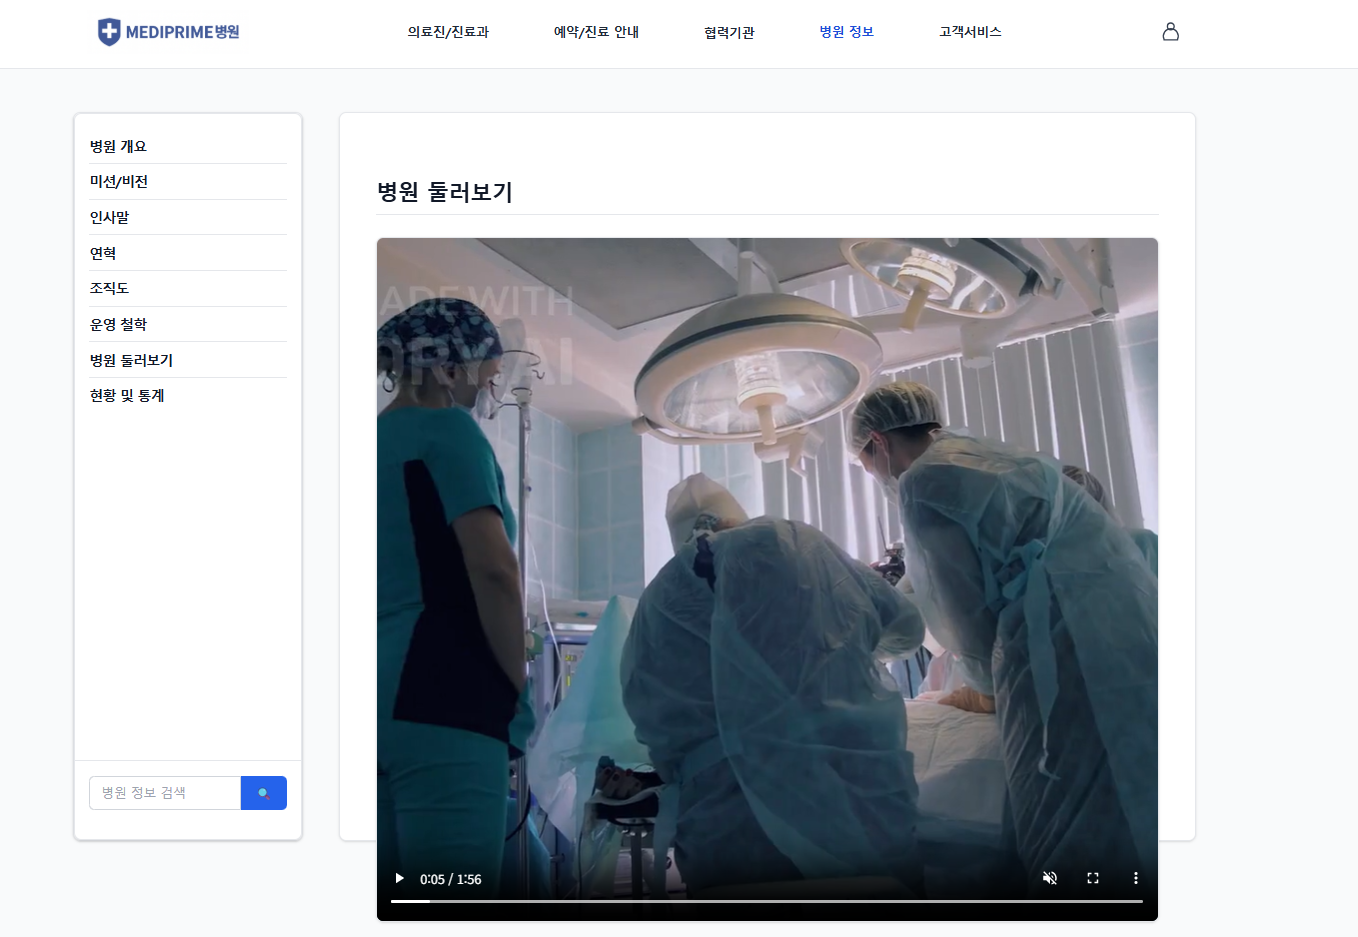 MEDIPRIME병원
의료진/진료과
예약/진료 안내
협력기관
병원 정보
고객서비스
병원 개요
미션/비전
인사말
연혁
조직도
운영 철학
병원 둘러보기
현황 및 통계
병원 정보 검색
병원 둘러보기
ADE WITH
ORY.AI
0:05 / 1:56